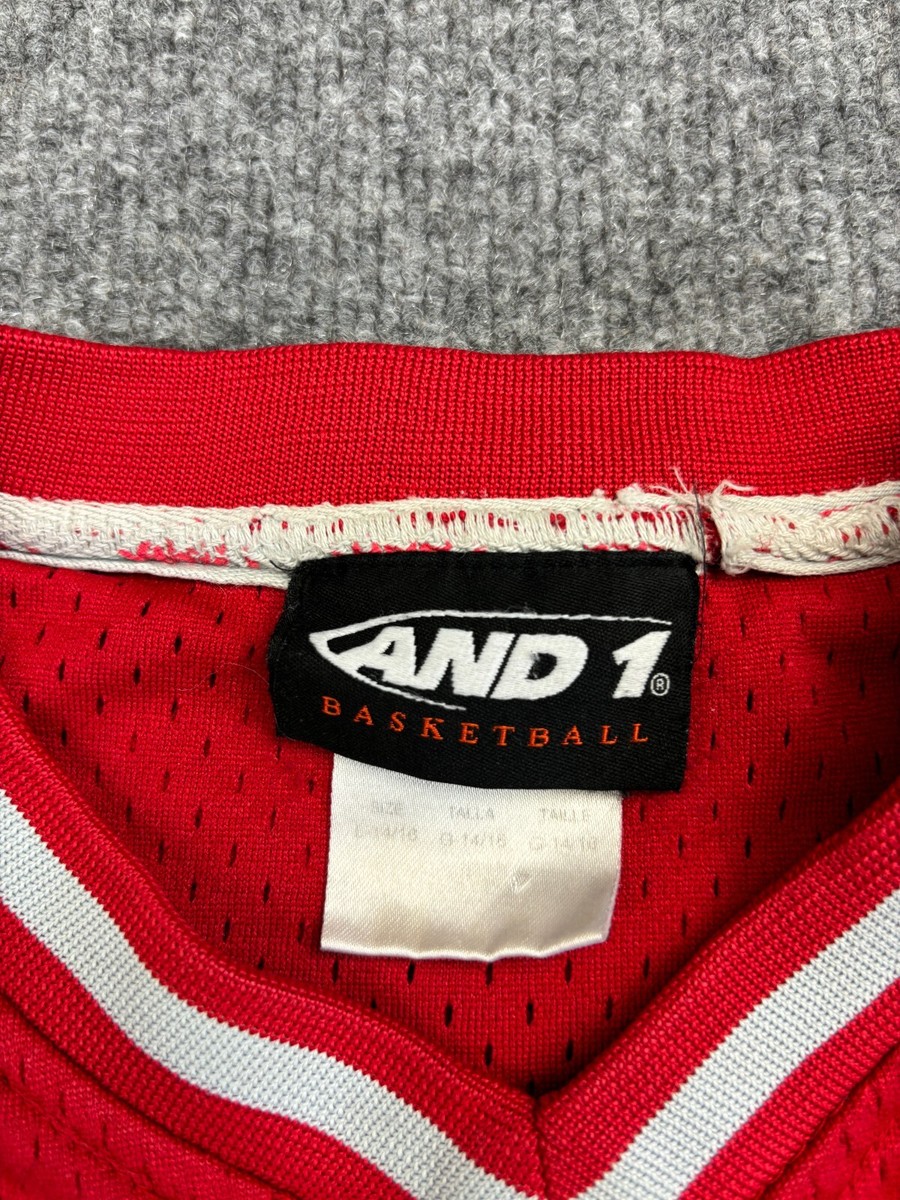 AND 1®
BASKETBALL
SIZE TALLA TAILLE
L-14/16 G-14/16 G-14/16